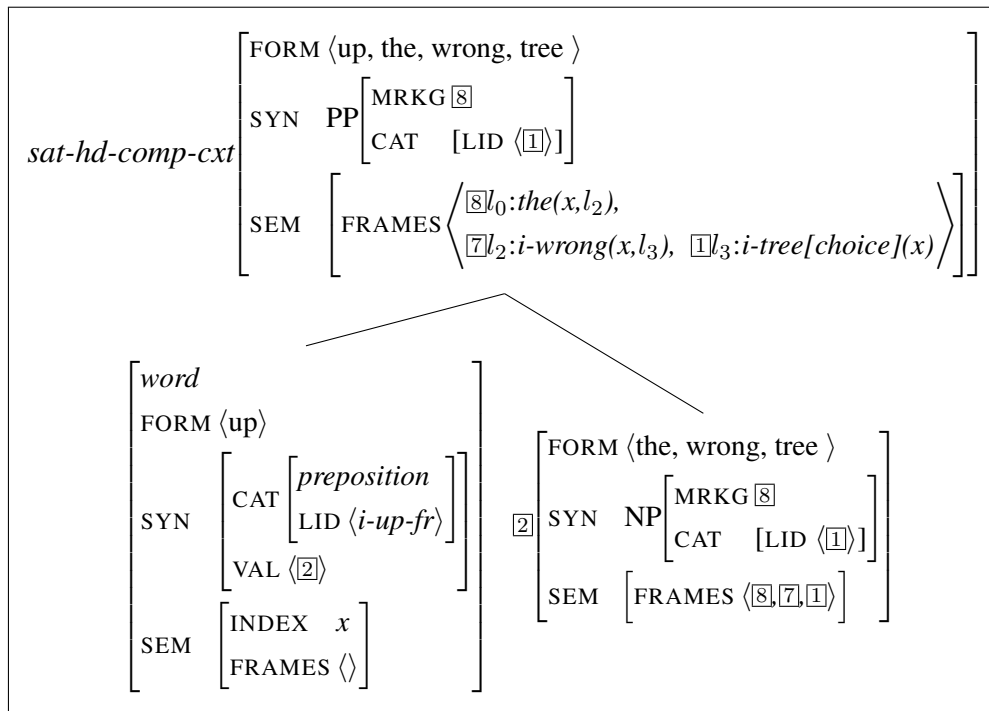 FORM ⟨up, the, wrong, tree ⟩
SYN PP[MRKG [8]
CAT [LID ⟨[1]⟩]]
sat-hd-comp-cxt
SEM [FRAMES ⟨[8]l₀:the(x,l₂),
[7]l₂:i-wrong(x,l₃), [1]l₃:i-tree[choice](x)⟩]
word
FORM ⟨up⟩
SYN [CAT [preposition
LID ⟨i-up-fr⟩]
VAL ⟨[2]⟩]
SEM [INDEX x
FRAMES ⟨⟩]
[2]
FORM ⟨the, wrong, tree ⟩
SYN NP[MRKG [8]
CAT [LID ⟨[1]⟩]]
SEM [FRAMES ⟨[8],[7],[1]⟩]